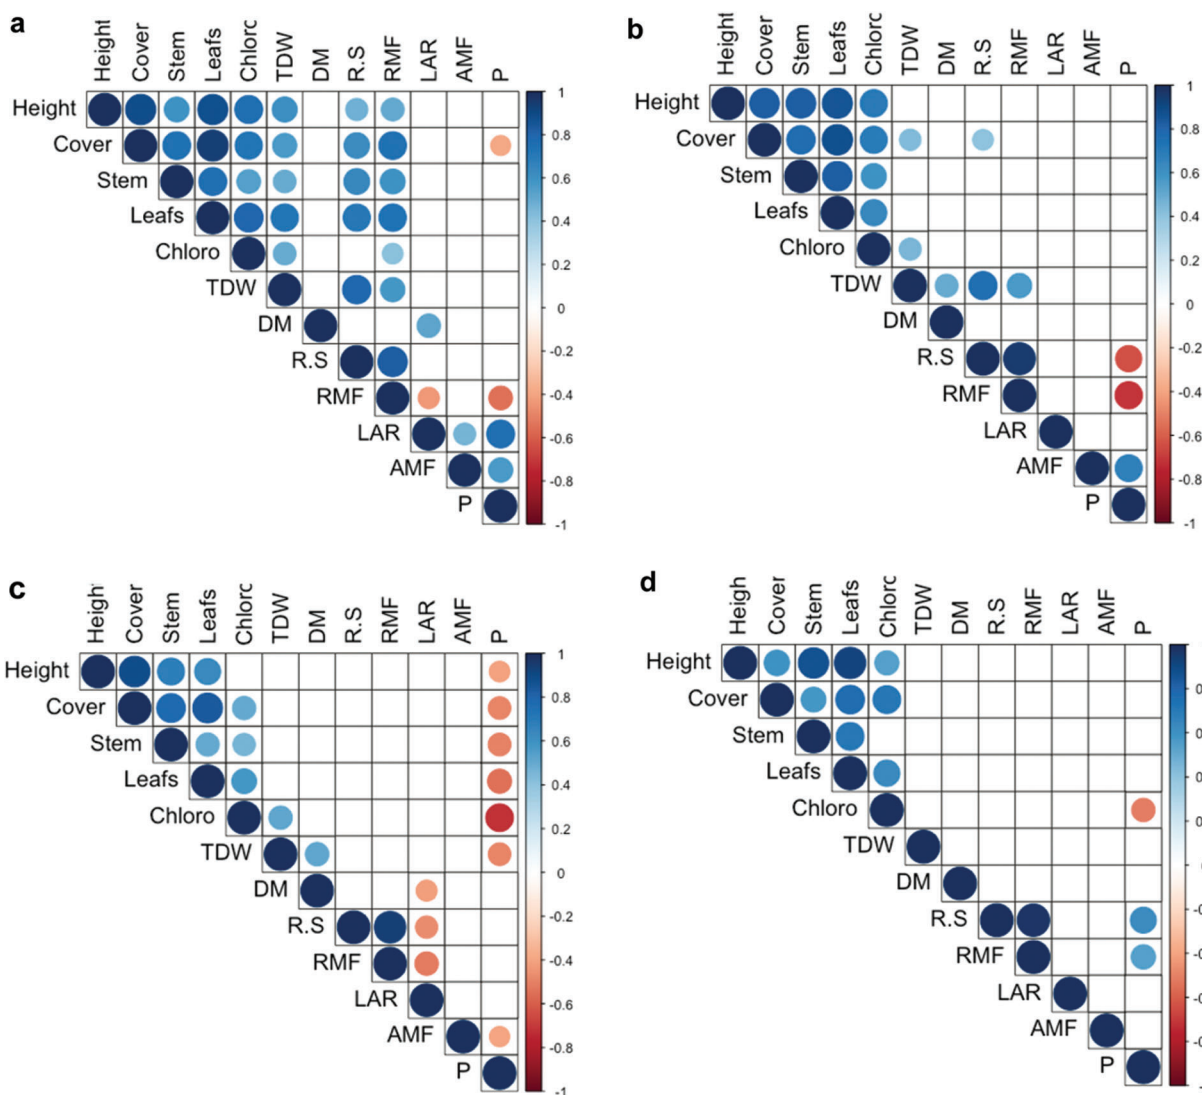 a
Height Cover Stem Leafs Chlorc TDW DM R.S RMF LAR AMF P
Height
Cover
Stem
Leafs
Chloro
TDW
DM
R.S
RMF
LAR
AMF
P
1
0.8
0.6
0.4
0.2
0
-0.2
-0.4
-0.6
-0.8
-1
b
Height Cover Stem Leafs Chlorc TDW DM R.S RMF LAR AMF P
Height
Cover
Stem
Leafs
Chloro
TDW
DM
R.S
RMF
LAR
AMF
P
1
0.8
0.6
0.4
0.2
0
-0.2
-0.4
-0.6
-0.8
-1
c
Height Cover Stem Leafs Chlorc TDW DM R.S RMF LAR AMF P
Height
Cover
Stem
Leafs
Chloro
TDW
DM
R.S
RMF
LAR
AMF
P
1
0.8
0.6
0.4
0.2
0
-0.2
-0.4
-0.6
-0.8
-1
d
Heigh Cover Stem Leafs Chlorc TDW DM R.S RMF LAR AMF P
Height
Cover
Stem
Leafs
Chloro
TDW
DM
R.S
RMF
LAR
AMF
P